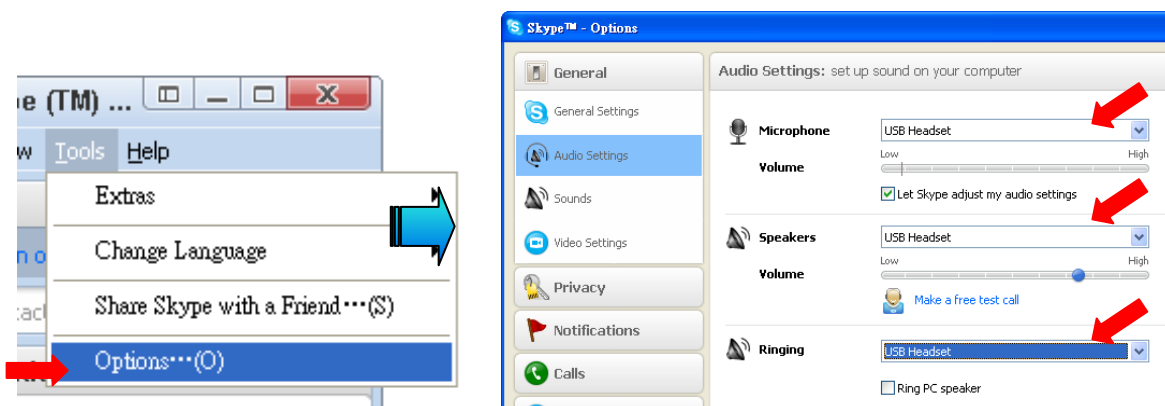 (TM) ...
Tools Help
Extras
Change Language
Share Skype with a Friend⋯(S)
Options⋯(O)
Skype™ - Options
General
General Settings
Audio Settings
Sounds
Video Settings
Privacy
Notifications
Calls
Audio Settings: set up sound on your computer
Microphone USB Headset
Volume Low High
Let Skype adjust my audio settings
Speakers USB Headset
Volume Low High
Make a free test call
Ringing USB Headset
Ring PC speaker